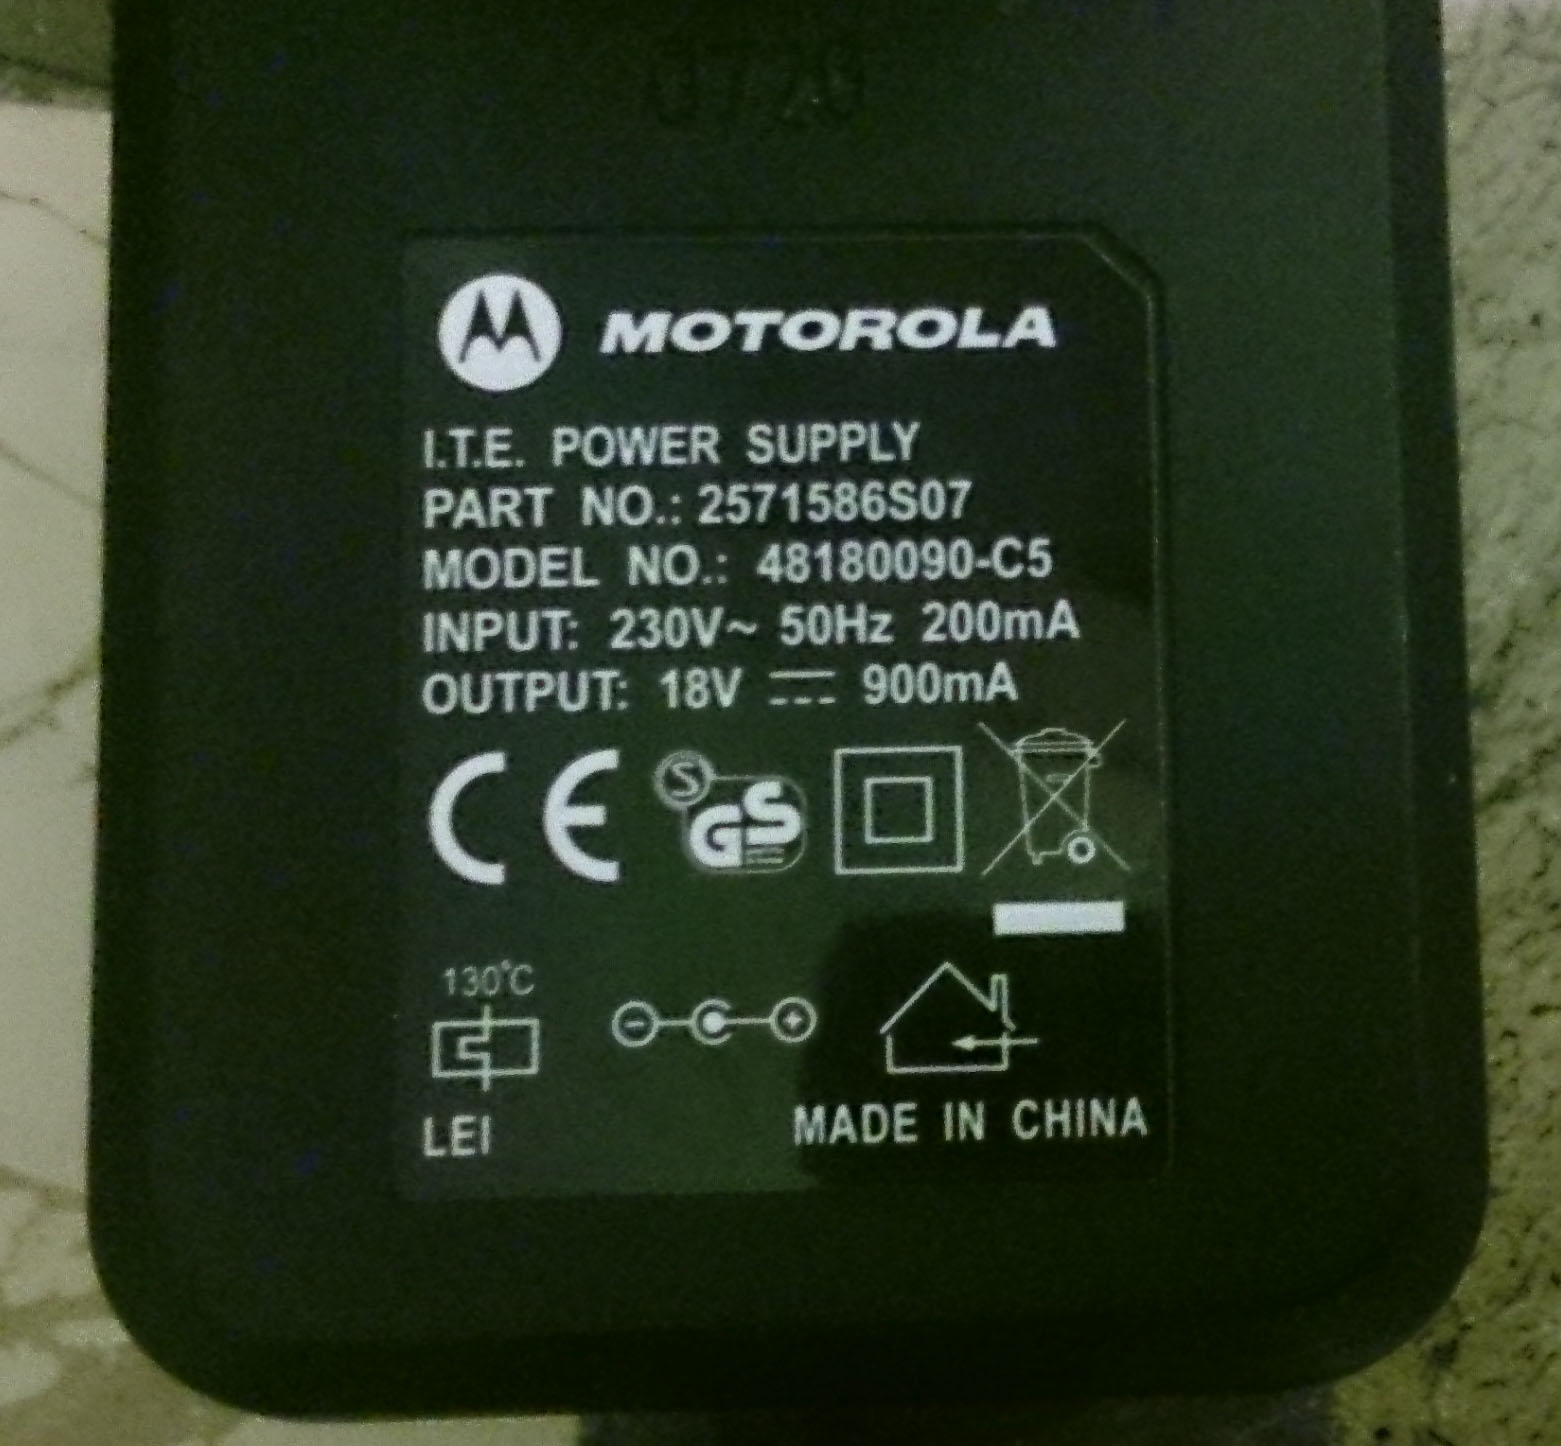 0729
MOTOROLA
I.T.E. POWER SUPPLY
PART NO.: 2571586S07
MODEL NO.: 48180090-C5
INPUT: 230V~ 50Hz 200mA
OUTPUT: 18V ⎓ 900mA
CE GS
130°C
LEI
MADE IN CHINA